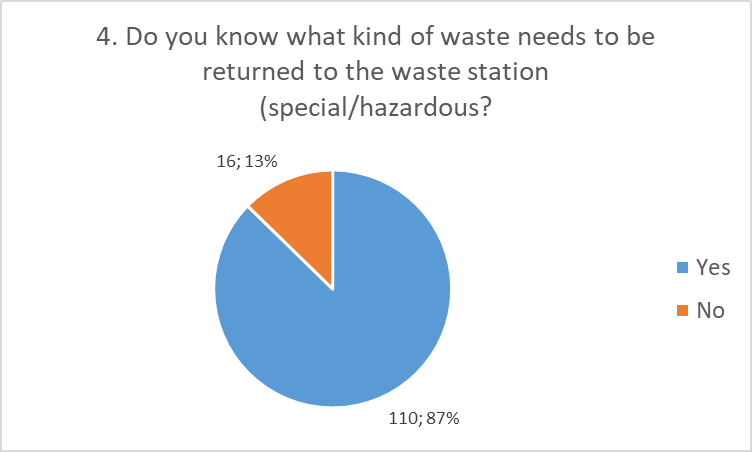 4. Do you know what kind of waste needs to be
returned to the waste station
(special/hazardous?
16; 13%
Yes
No
110; 87%